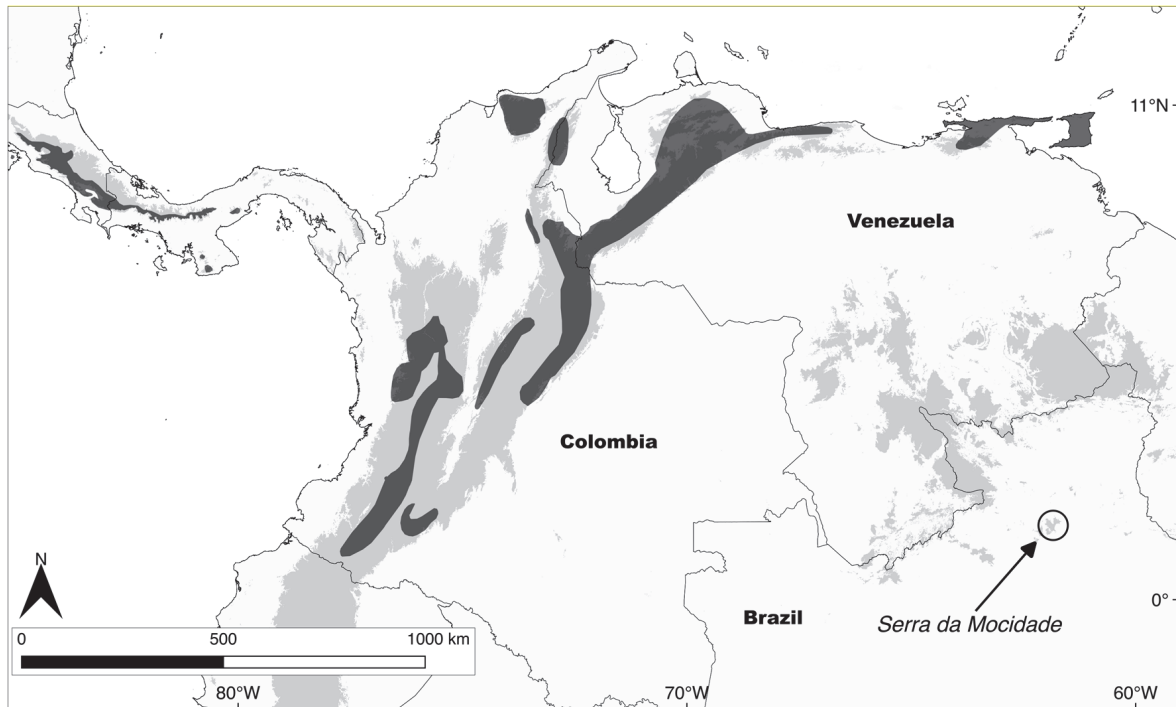 11°N
Venezuela
Colombia
N
0°
Brazil
Serra da Mocidade
0 500 1000 km
80°W 70°W 60°W